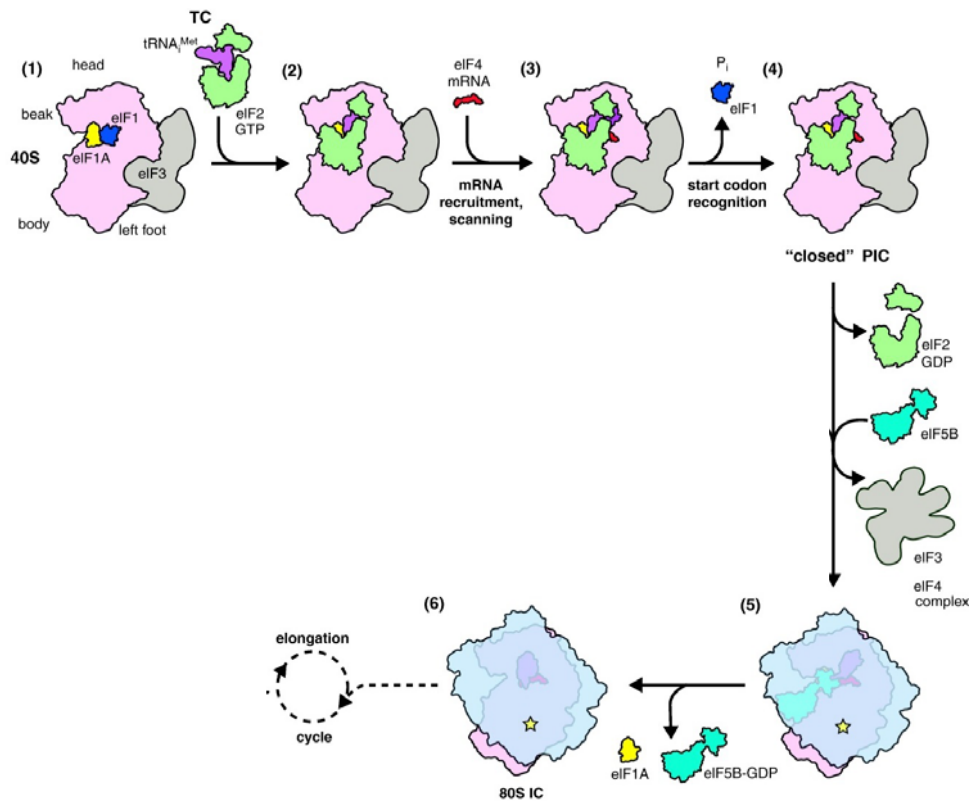 TC
tRNAiMet
(1)
head
beak
eIF1
eIF1A
40S
eIF3
body
left foot
eIF2
GTP
(2)
eIF4
mRNA
mRNA
recruitment,
scanning
(3)
Pi
eIF1
start codon
recognition
(4)
“closed” PIC
eIF2
GDP
eIF5B
eIF3
eIF4
complex
(5)
eIF1A
eIF5B-GDP
(6)
80S IC
elongation
cycle